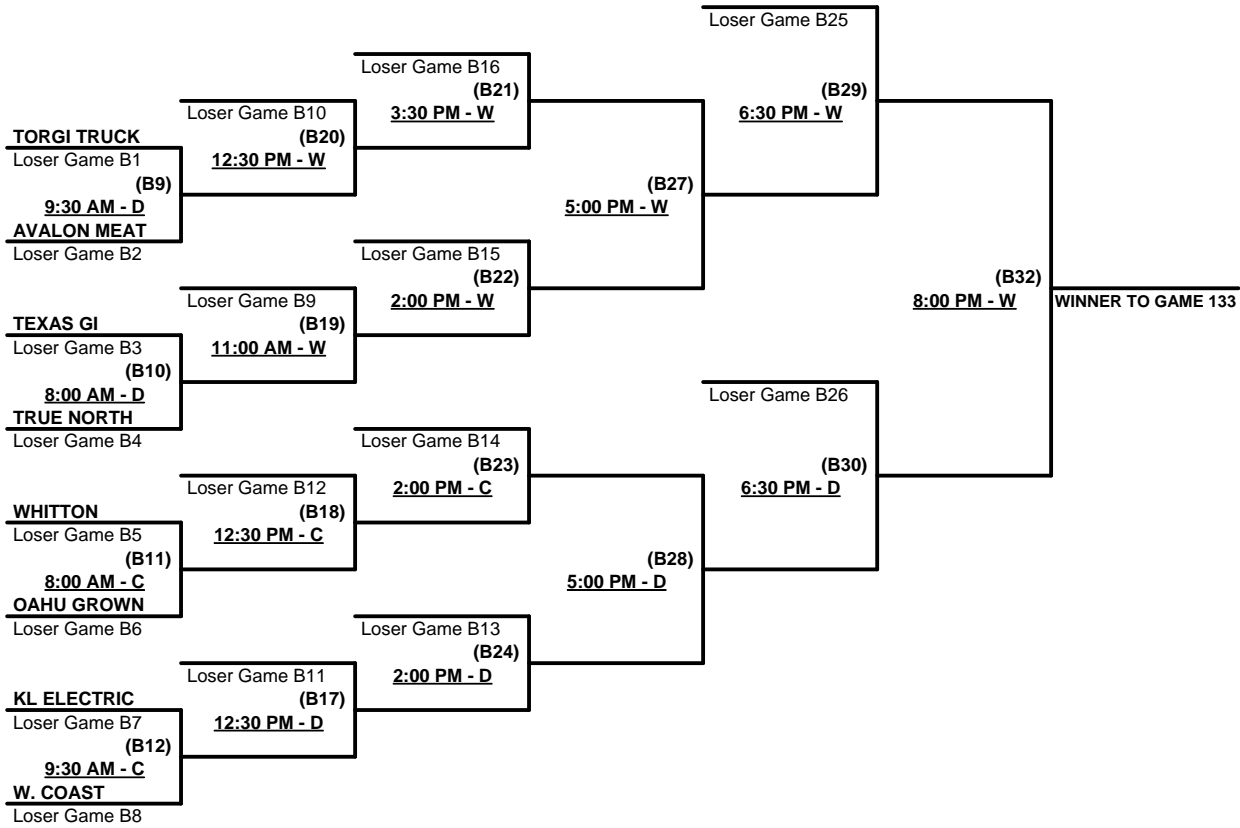 Loser Game B25
Loser Game B16
(B21)
3:30 PM - W
(B29)
6:30 PM - W
Loser Game B10
(B20)
12:30 PM - W
TORGI TRUCK
Loser Game B1
(B9)
9:30 AM - D
AVALON MEAT
Loser Game B2
(B27)
5:00 PM - W
Loser Game B15
(B22)
2:00 PM - W
(B32)
8:00 PM - W
WINNER TO GAME 133
Loser Game B9
(B19)
11:00 AM - W
TEXAS GI
Loser Game B3
(B10)
8:00 AM - D
TRUE NORTH
Loser Game B4
Loser Game B26
(B30)
6:30 PM - D
Loser Game B14
(B23)
2:00 PM - C
Loser Game B12
(B18)
12:30 PM - C
WHITTON
Loser Game B5
(B11)
8:00 AM - C
OAHU GROWN
Loser Game B6
(B28)
5:00 PM - D
Loser Game B13
(B24)
2:00 PM - D
Loser Game B11
(B17)
12:30 PM - D
KL ELECTRIC
Loser Game B7
(B12)
9:30 AM - C
W. COAST
Loser Game B8